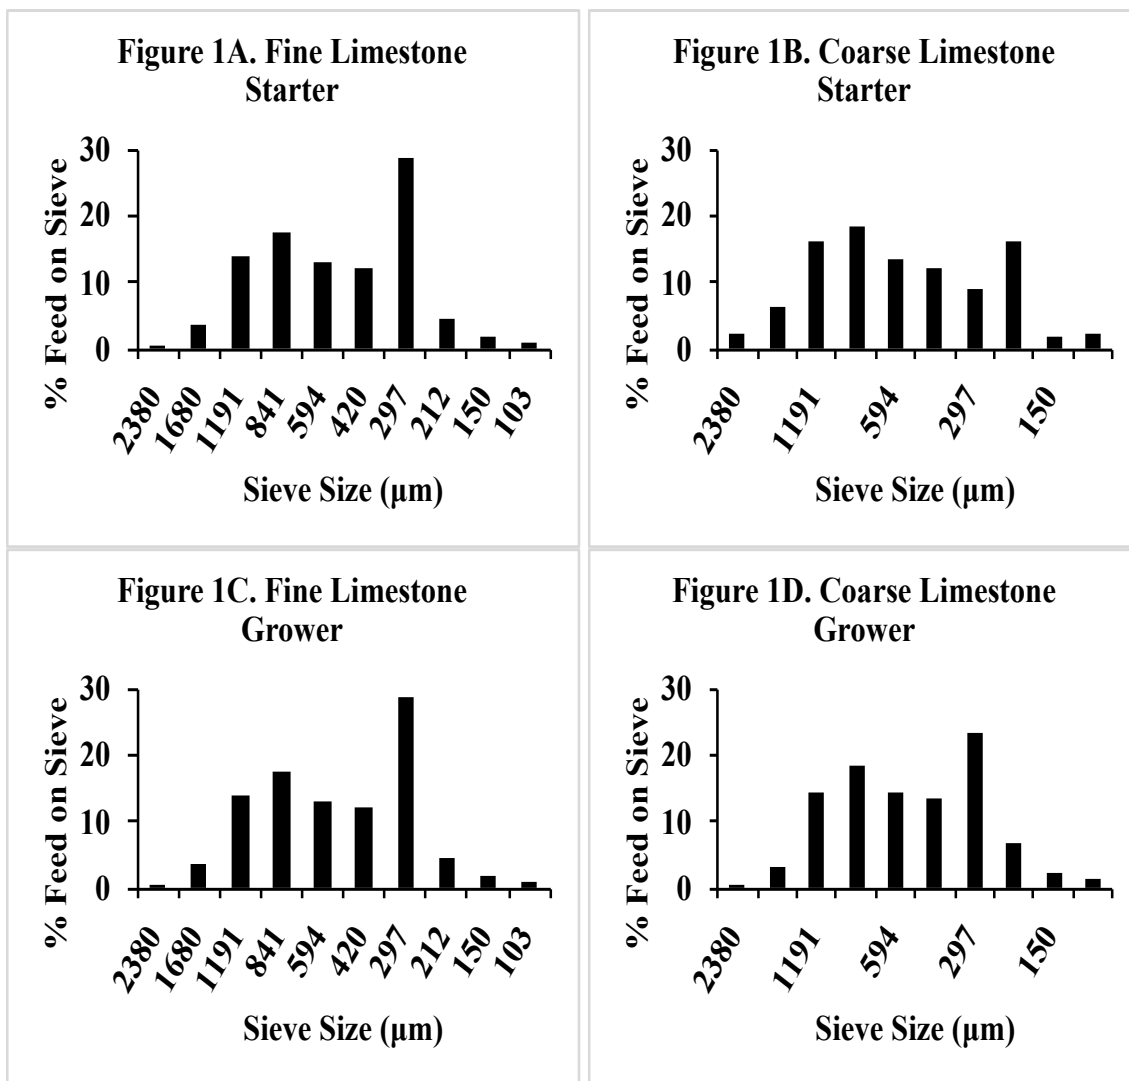 Figure 1A. Fine Limestone
Starter
% Feed on Sieve
30
20
10
0
2380
1680
1191
841
594
420
297
212
150
103
Sieve Size (μm)
Figure 1B. Coarse Limestone
Starter
% Feed on Sieve
30
20
10
0
2380
1191
594
297
150
Sieve Size (μm)
Figure 1C. Fine Limestone
Grower
% Feed on Sieve
30
20
10
0
2380
1680
1191
841
594
420
297
212
150
103
Sieve Size (μm)
Figure 1D. Coarse Limestone
Grower
% Feed on Sieve
30
20
10
0
2380
1191
594
297
150
Sieve Size (μm)